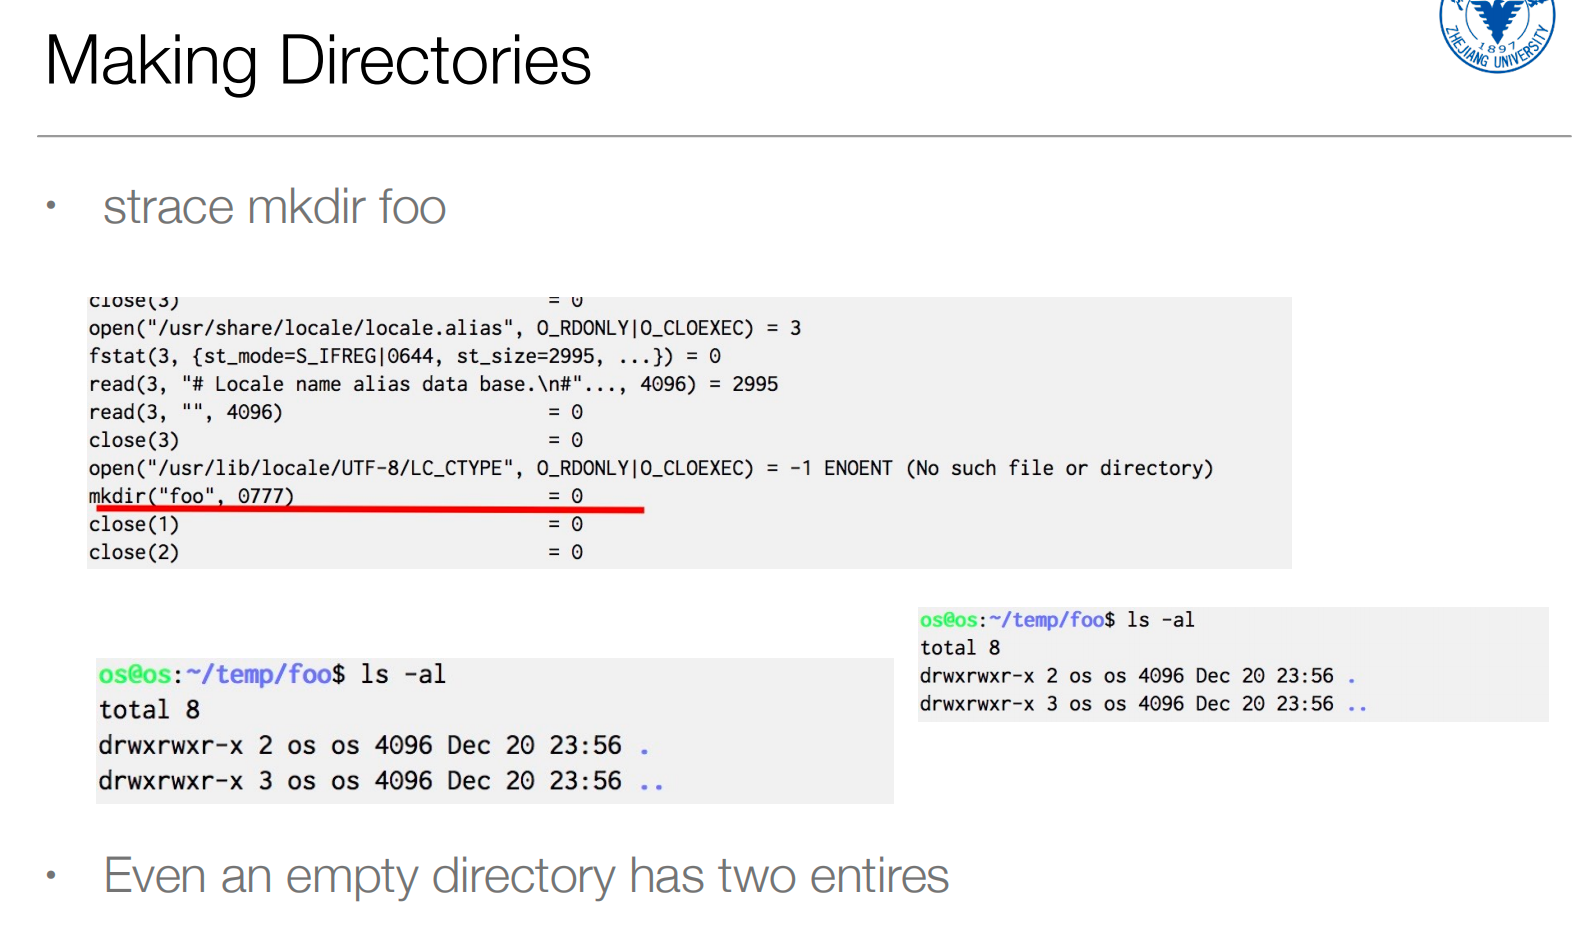 Making Directories
ZHEJIANG UNIVERSITY
1897
• strace mkdir foo
close(3) = 0
open("/usr/share/locale/locale.alias", O_RDONLY|O_CLOEXEC) = 3
fstat(3, {st_mode=S_IFREG|0644, st_size=2995, ...}) = 0
read(3, "# Locale name alias data base.\n#"..., 4096) = 2995
read(3, "", 4096) = 0
close(3) = 0
open("/usr/lib/locale/UTF-8/LC_CTYPE", O_RDONLY|O_CLOEXEC) = -1 ENOENT (No such file or directory)
mkdir("foo", 0777) = 0
close(1) = 0
close(2) = 0
os@os:~/temp/foo$ ls -al
total 8
drwxrwxr-x 2 os os 4096 Dec 20 23:56 .
drwxrwxr-x 3 os os 4096 Dec 20 23:56 ..
os@os:~/temp/foo$ ls -al
total 8
drwxrwxr-x 2 os os 4096 Dec 20 23:56 .
drwxrwxr-x 3 os os 4096 Dec 20 23:56 ..
• Even an empty directory has two entires